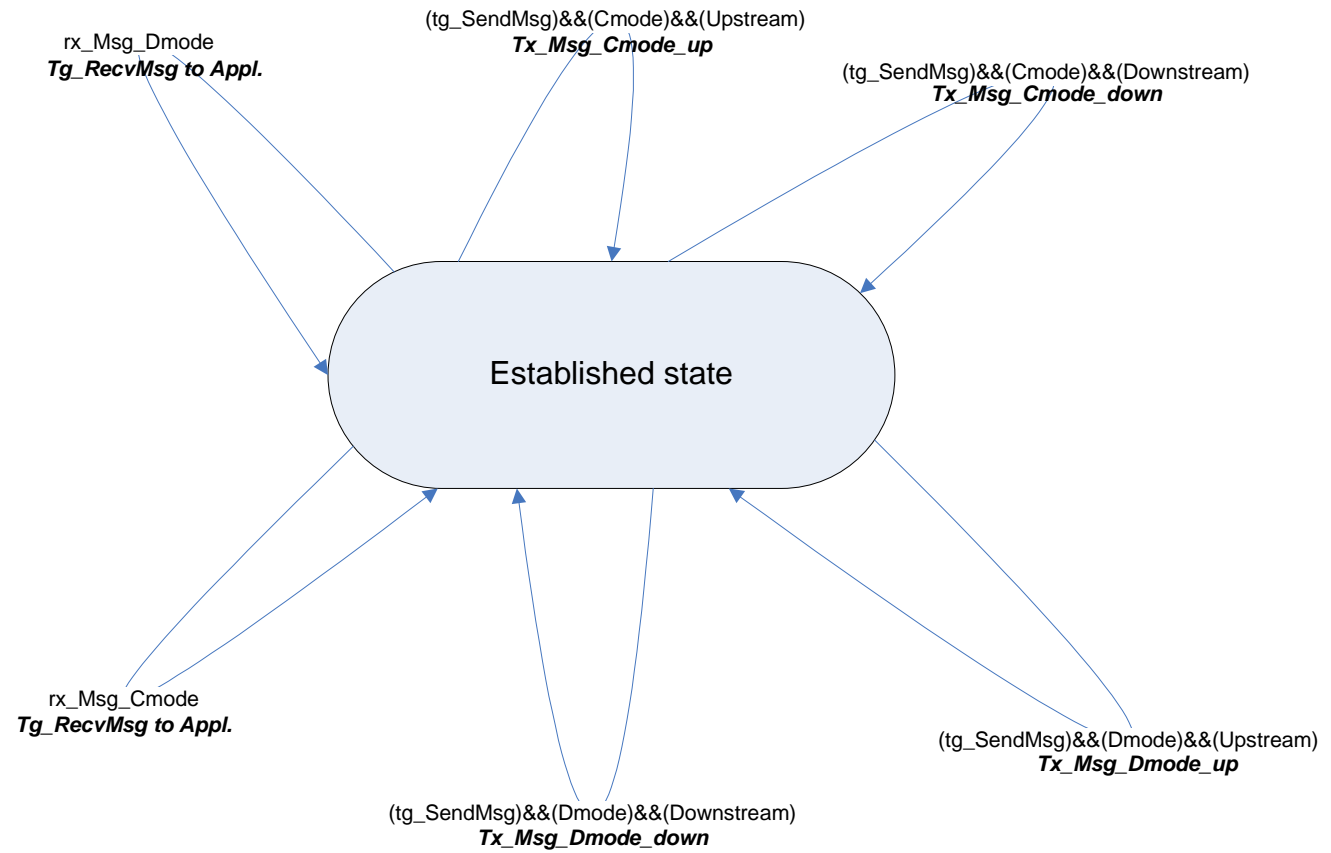 (tg_SendMsg)&&(Cmode)&&(Upstream)
Tx_Msg_Cmode_up
rx_Msg_Dmode
Tg_RecvMsg to Appl.
(tg_SendMsg)&&(Cmode)&&(Downstream)
Tx_Msg_Cmode_down
Established state
rx_Msg_Cmode
Tg_RecvMsg to Appl.
(tg_SendMsg)&&(Dmode)&&(Upstream)
Tx_Msg_Dmode_up
(tg_SendMsg)&&(Dmode)&&(Downstream)
Tx_Msg_Dmode_down